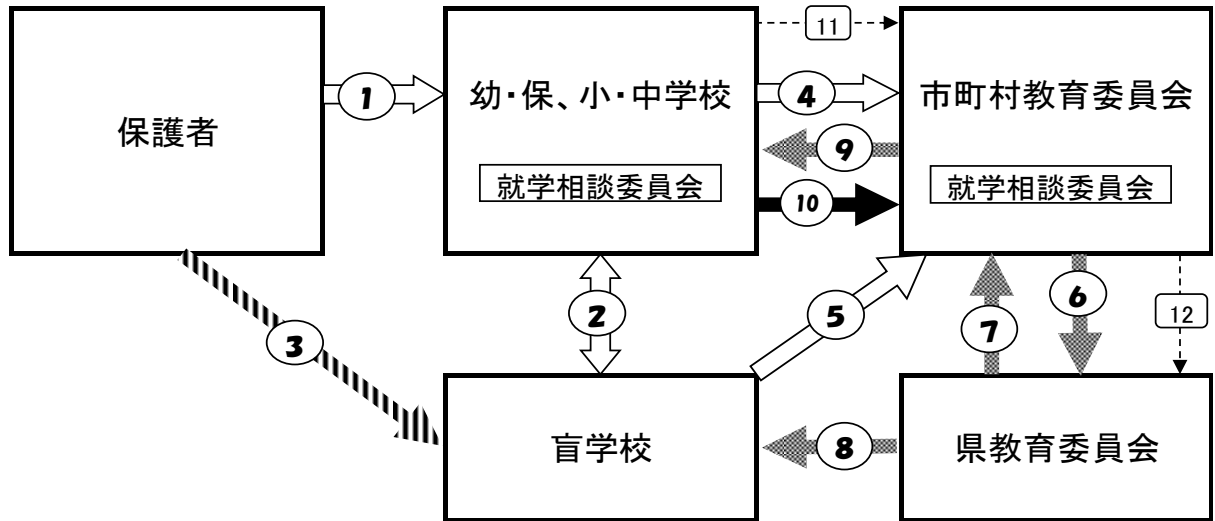 保護者
1
幼・保、小・中学校
就学相談委員会
11
4
9
10
市町村教育委員会
就学相談委員会
3
2
5
7
6
12
盲学校
8
県教育委員会